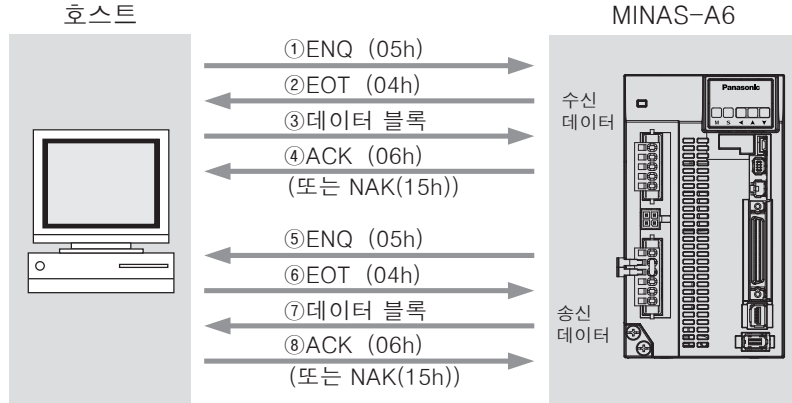 호스트
MINAS-A6
①ENQ (05h)
②EOT (04h)
③데이터 블록
④ACK (06h)
(또는 NAK(15h))
수신
데이터
Panasonic
M S ◀ ▲ ▼
⑤ENQ (05h)
⑥EOT (04h)
⑦데이터 블록
⑧ACK (06h)
(또는 NAK(15h))
송신
데이터